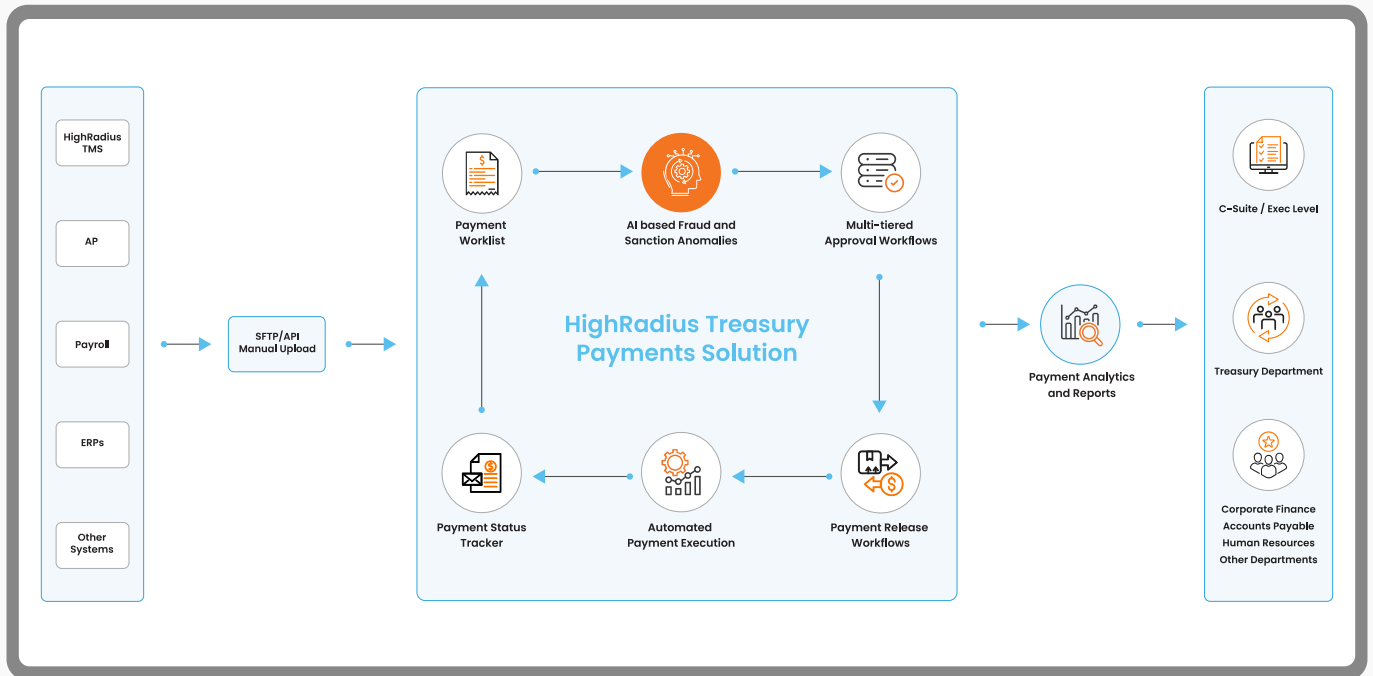 HighRadius
TMS
AP
Payroll
ERPs
Other
Systems
SFTP/API
Manual Upload
Payment
Worklist
AI based Fraud and
Sanction Anomalies
Multi-tiered
Approval Workflows
HighRadius Treasury
Payments Solution
Payment Status
Tracker
Automated
Payment Execution
Payment Release
Workflows
Payment Analytics
and Reports
C-Suite / Exec Level
Treasury Department
Corporate Finance
Accounts Payable
Human Resources
Other Departments